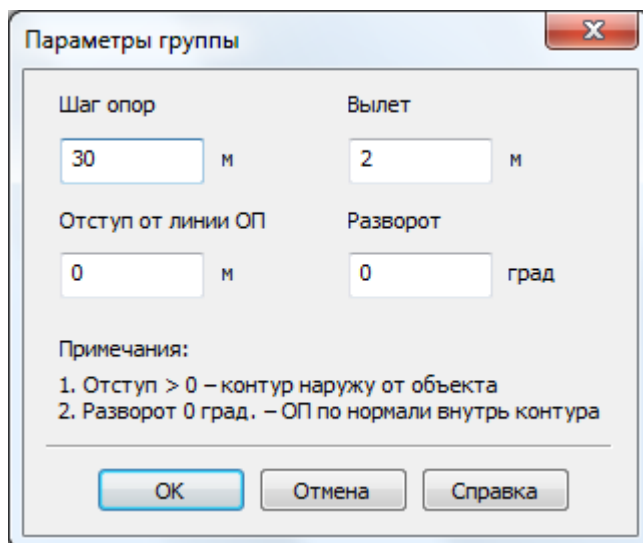 Параметры группы
Шаг опор Вылет
30 м 2 м
Отступ от линии ОП Разворот
0 м 0 град
Примечания:
1. Отступ > 0 – контур наружу от объекта
2. Разворот 0 град. – ОП по нормали внутрь контура
OK Отмена Справка